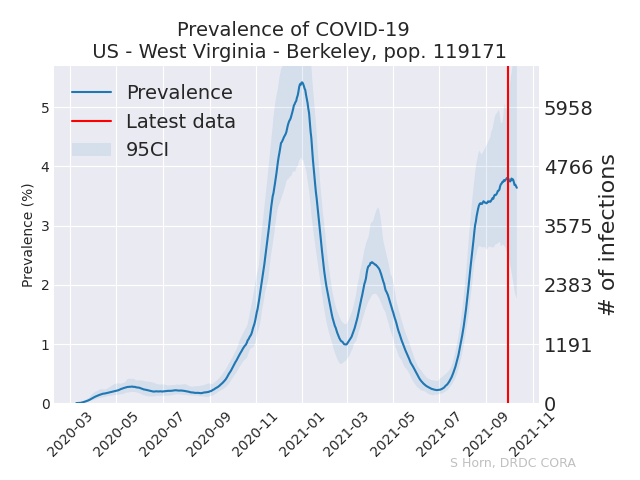 Prevalence of COVID-19
US - West Virginia - Berkeley, pop. 119171
Prevalence
Latest data
95CI
Prevalence (%)
5
4
3
2
1
0
5958
4766
3575
2383
1191
0
# of infections
2020-03
2020-05
2020-07
2020-09
2020-11
2021-01
2021-03
2021-05
2021-07
2021-09
2021-11
S Horn, DRDC CORA